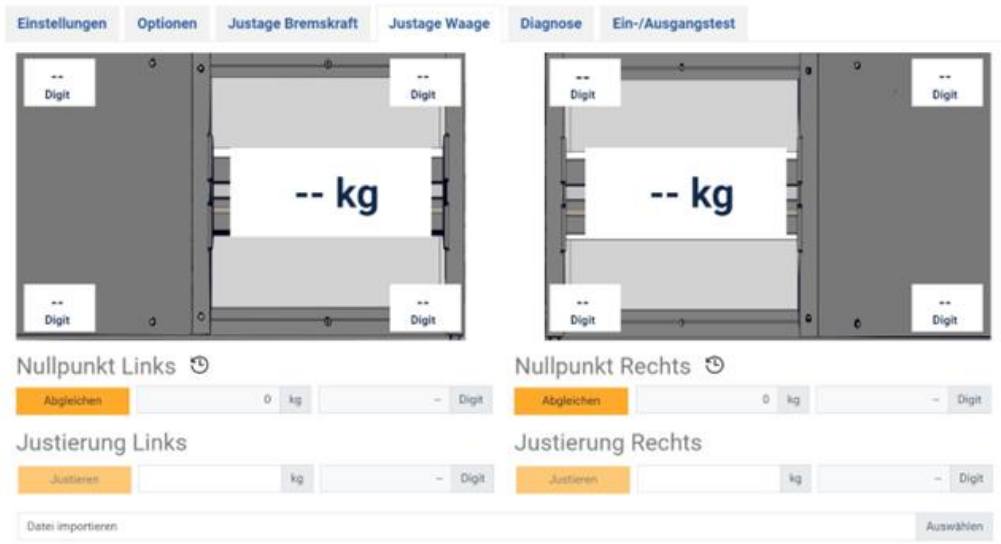 Einstellungen Optionen Justage Bremskraft Justage Waage Diagnose Ein-/Ausgangstest
-- -- -- --
Digit Digit Digit Digit
-- kg -- kg
-- -- -- --
Digit Digit Digit Digit
Nullpunkt Links Nullpunkt Rechts
Abgleichen 0 kg -- Digit Abgleichen 0 kg -- Digit
Justierung Links Justierung Rechts
Justieren kg -- Digit Justieren kg -- Digit
Datei importieren Auswählen